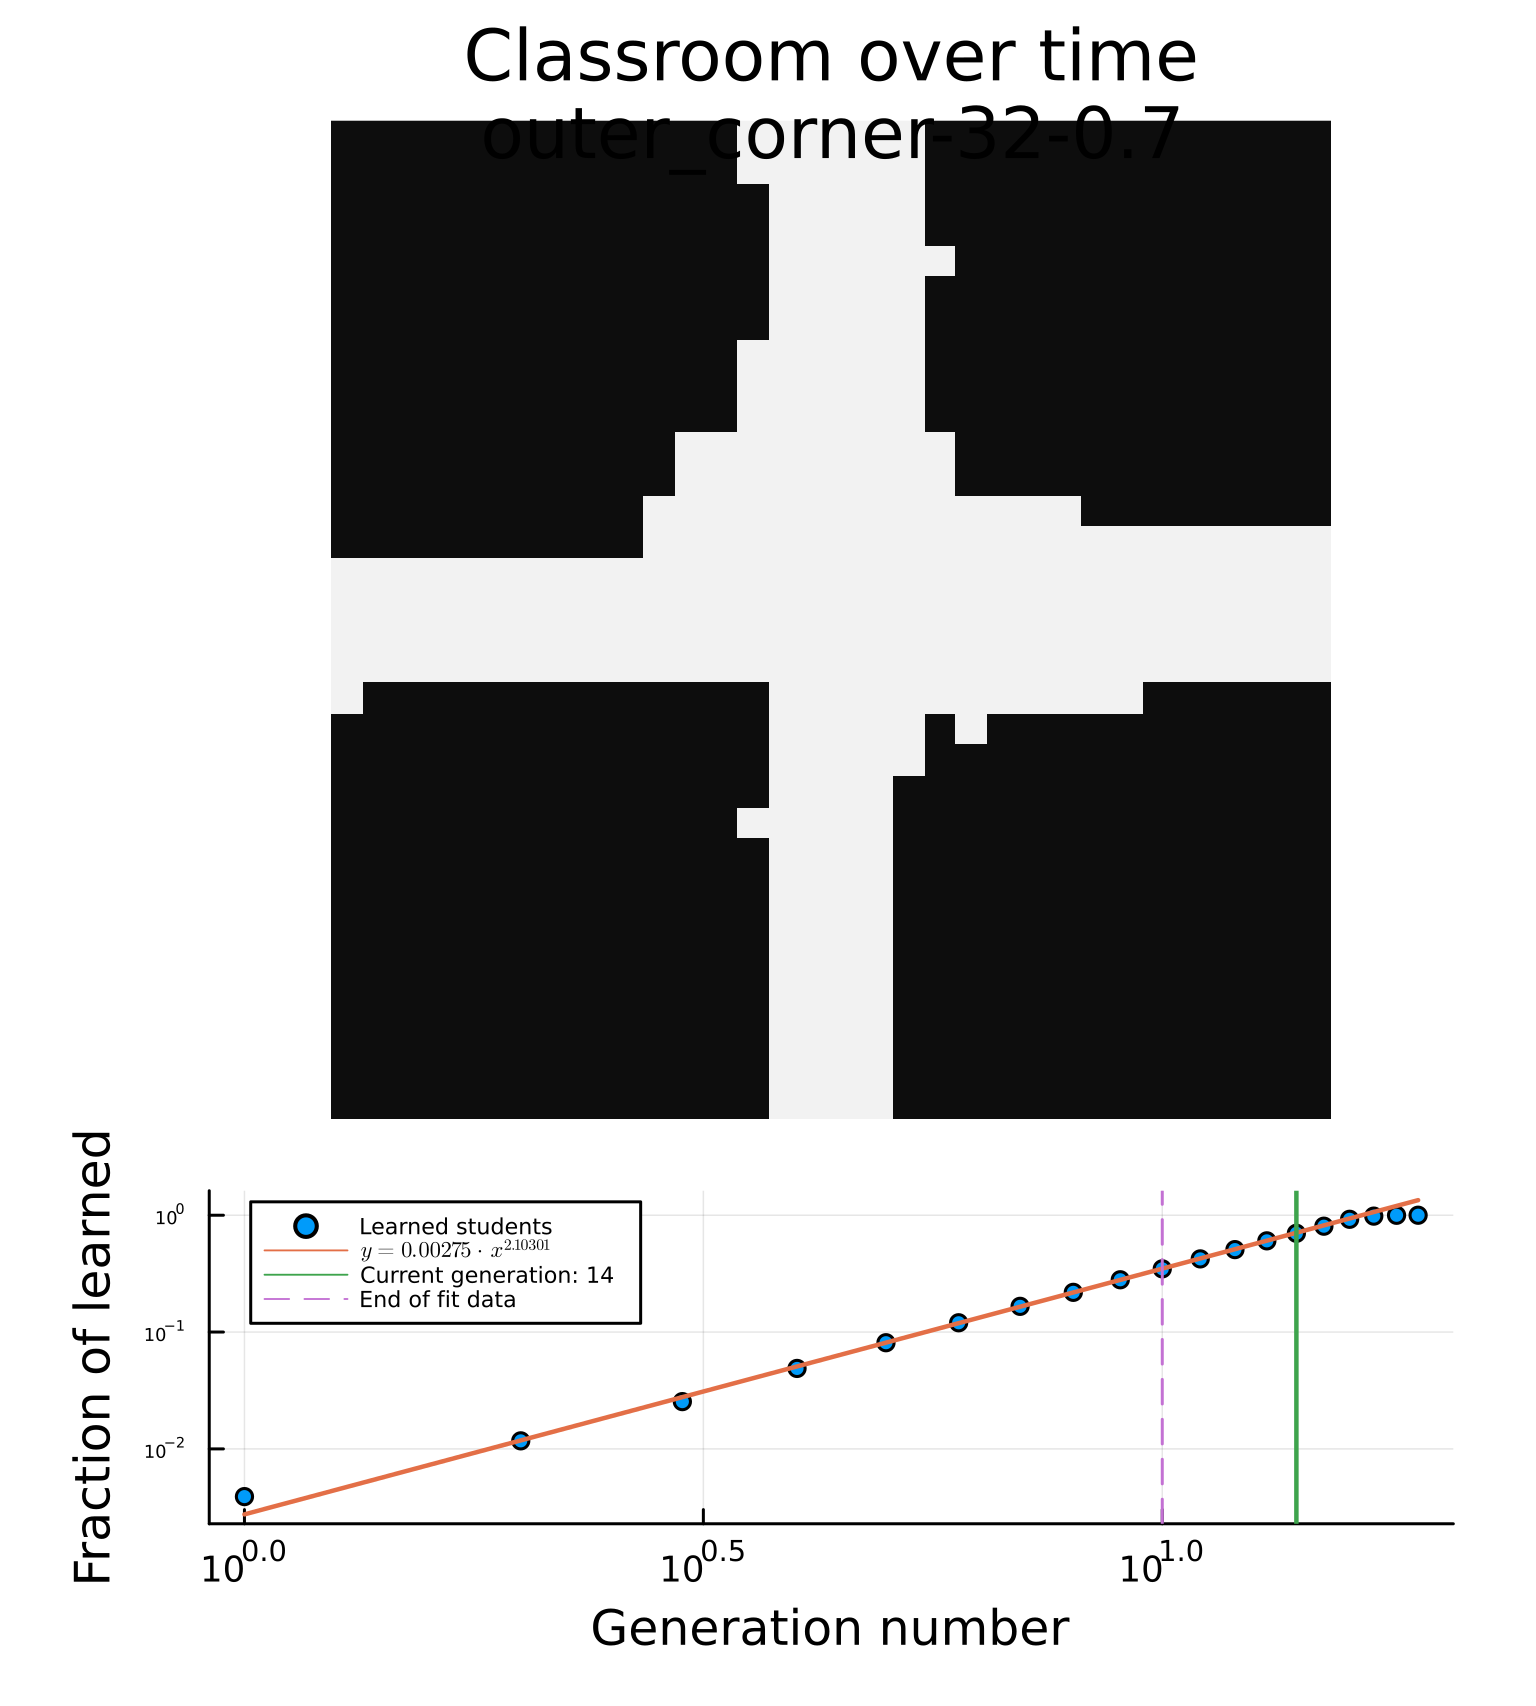 Classroom over time
outer_corner-32-0.7
Fraction of learned
10^0
10^-1
10^-2
Learned students
y = 0.00275 · x^2.10301
Current generation: 14
End of fit data
10^0.0
10^0.5
10^1.0
Generation number